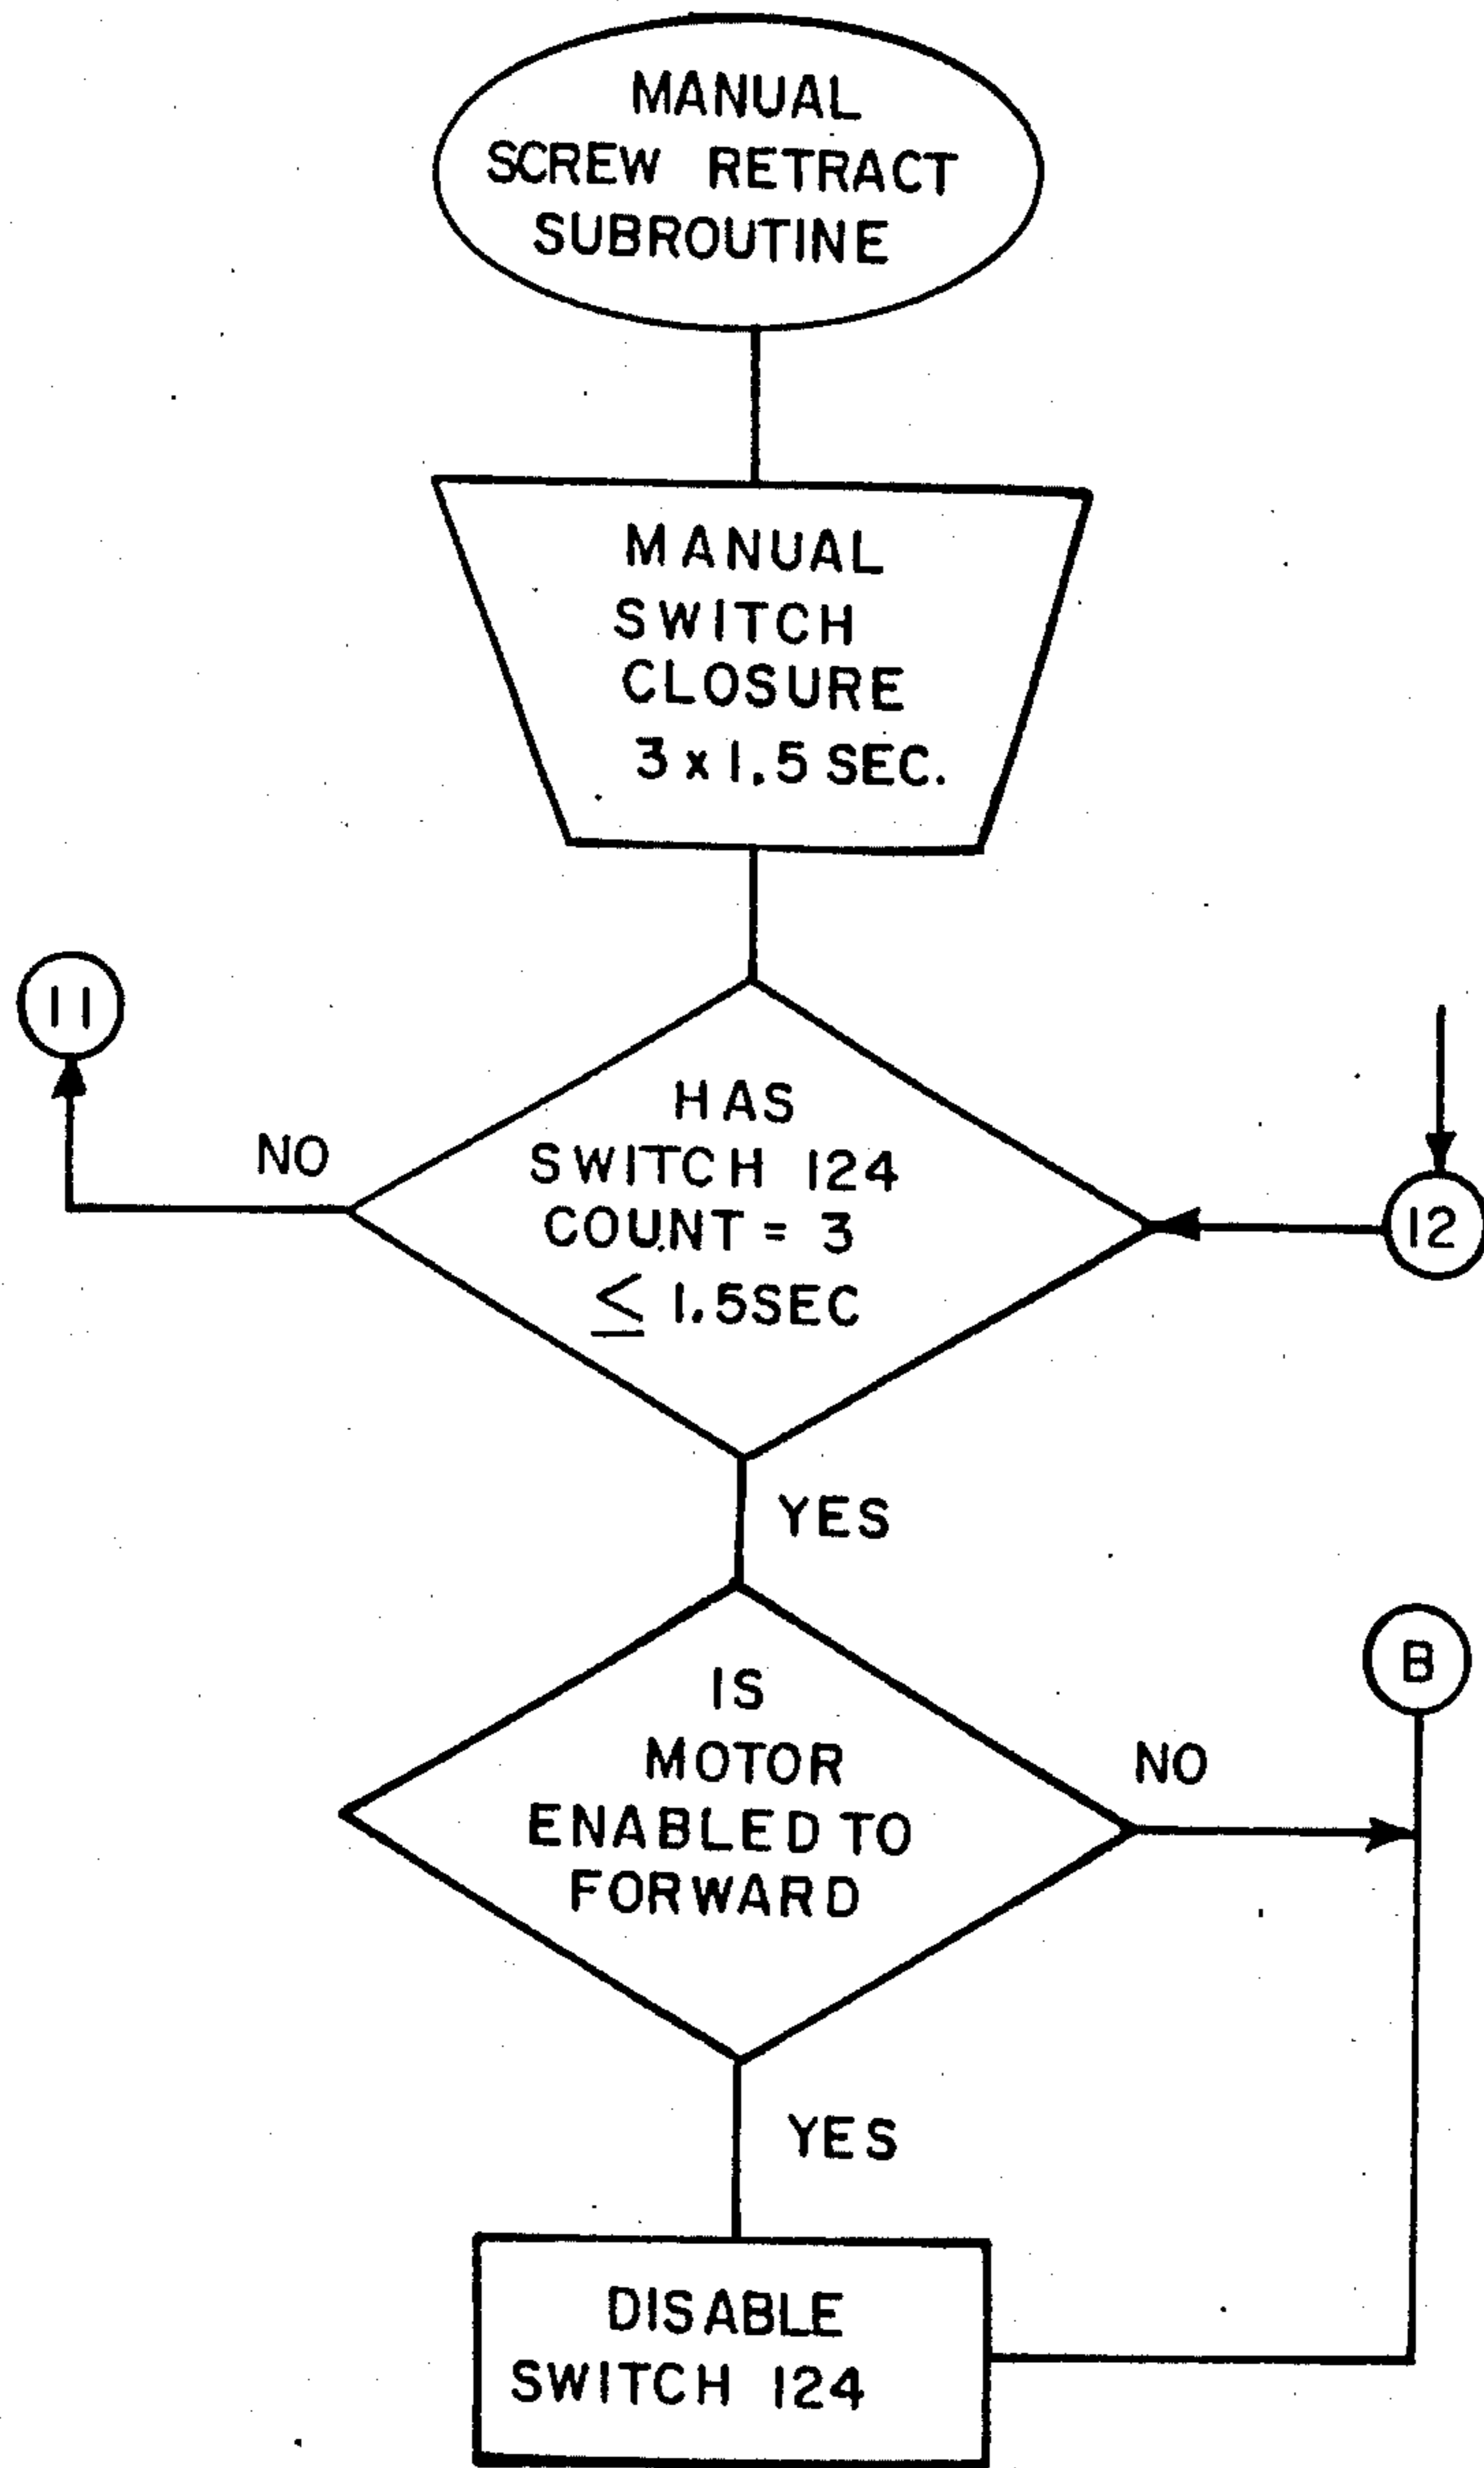 MANUAL
SCREW RETRACT
SUBROUTINE
MANUAL
SWITCH
CLOSURE
3 x 1.5 SEC.
11
NO
HAS
SWITCH 124
COUNT = 3
≤ 1.5SEC
12
YES
IS
MOTOR
ENABLED TO
FORWARD
NO
B
YES
DISABLE
SWITCH 124